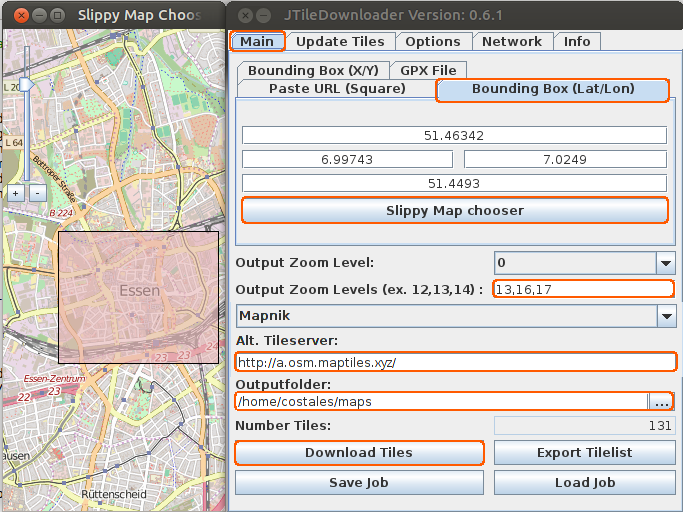 Slippy Map Choos
JTileDownloader Version: 0.6.1
Main
Update Tiles
Options
Network
Info
Bounding Box (X/Y)
GPX File
Paste URL (Square)
Bounding Box (Lat/Lon)
51.46342
6.99743
7.0249
51.4493
Slippy Map chooser
Output Zoom Level:
0
Output Zoom Levels (ex. 12,13,14) :
13,16,17
Mapnik
Alt. Tileserver:
http://a.osm.maptiles.xyz/
Outputfolder:
/home/costales/maps
...
Number Tiles:
131
Download Tiles
Export Tilelist
Save Job
Load Job
L 20
L 64
Bottroper Straße
+
-
B 224
Essen
Essen-Zentrum
22
23
ausen
Rüttenscheid